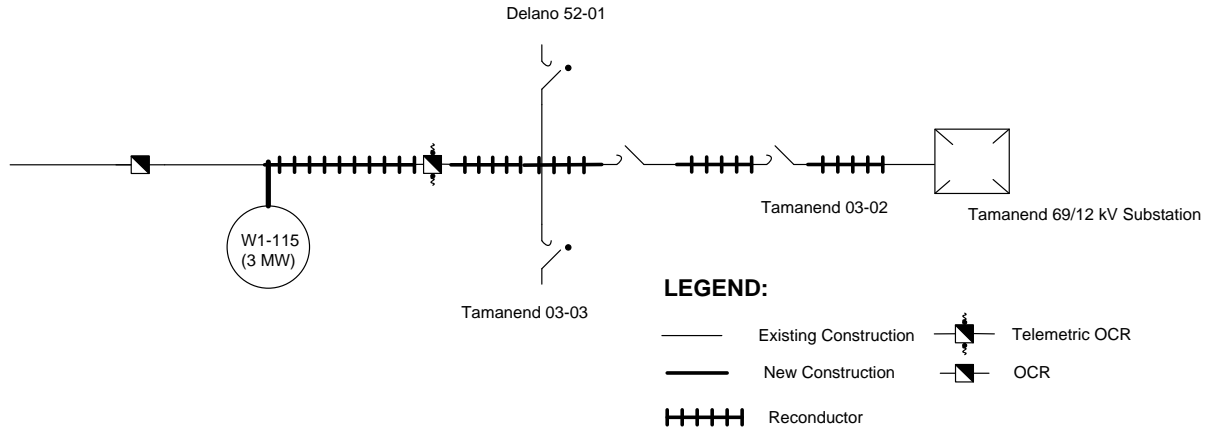 Delano 52-01
W1-115
(3 MW)
Tamanend 03-02
Tamanend 69/12 kV Substation
Tamanend 03-03
LEGEND:
Existing Construction
Telemetric OCR
New Construction
OCR
Reconductor